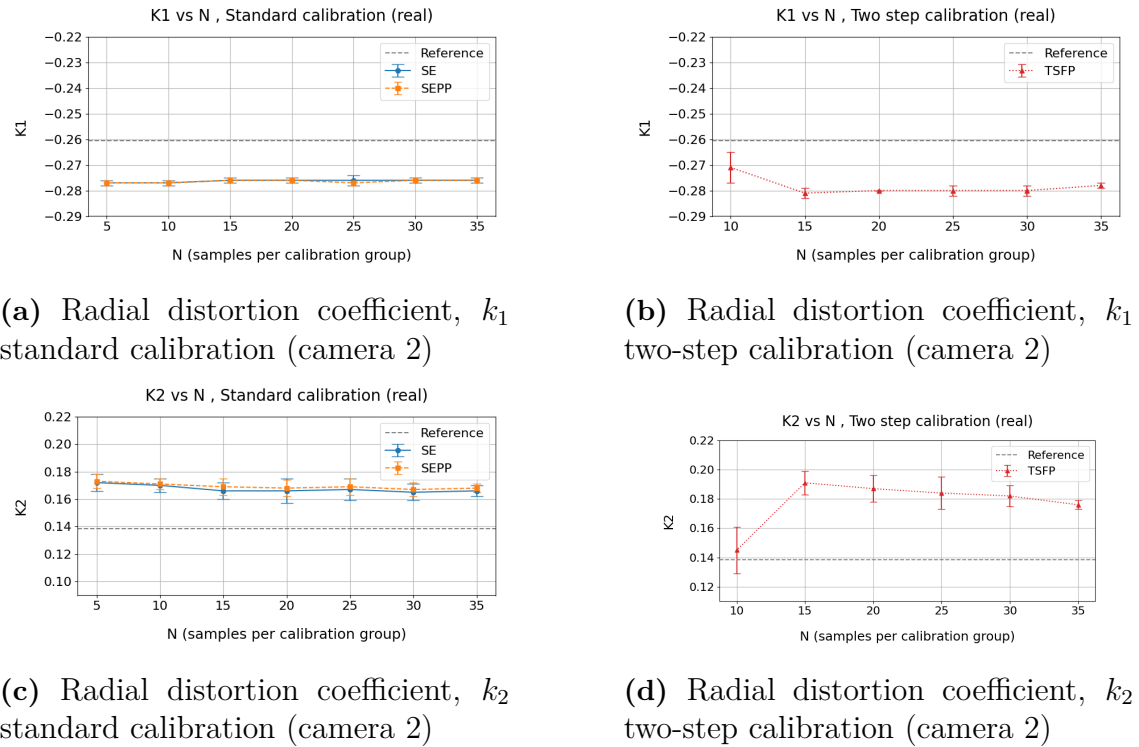 K1 vs N , Standard calibration (real)
−0.22
−0.23
−0.24
−0.25
−0.26
−0.27
−0.28
−0.29
K1
Reference
SE
SEPP
5 10 15 20 25 30 35
N (samples per calibration group)
(a) Radial distortion coefficient, k₁
standard calibration (camera 2)
K1 vs N , Two step calibration (real)
−0.22
−0.23
−0.24
−0.25
−0.26
−0.27
−0.28
−0.29
K1
Reference
TSFP
10 15 20 25 30 35
N (samples per calibration group)
(b) Radial distortion coefficient, k₁
two-step calibration (camera 2)
K2 vs N , Standard calibration (real)
0.22
0.20
0.18
0.16
0.14
0.12
0.10
K2
Reference
SE
SEPP
5 10 15 20 25 30 35
N (samples per calibration group)
(c) Radial distortion coefficient, k₂
standard calibration (camera 2)
K2 vs N , Two step calibration (real)
0.22
0.20
0.18
0.16
0.14
0.12
K2
Reference
TSFP
10 15 20 25 30 35
N (samples per calibration group)
(d) Radial distortion coefficient, k₂
two-step calibration (camera 2)